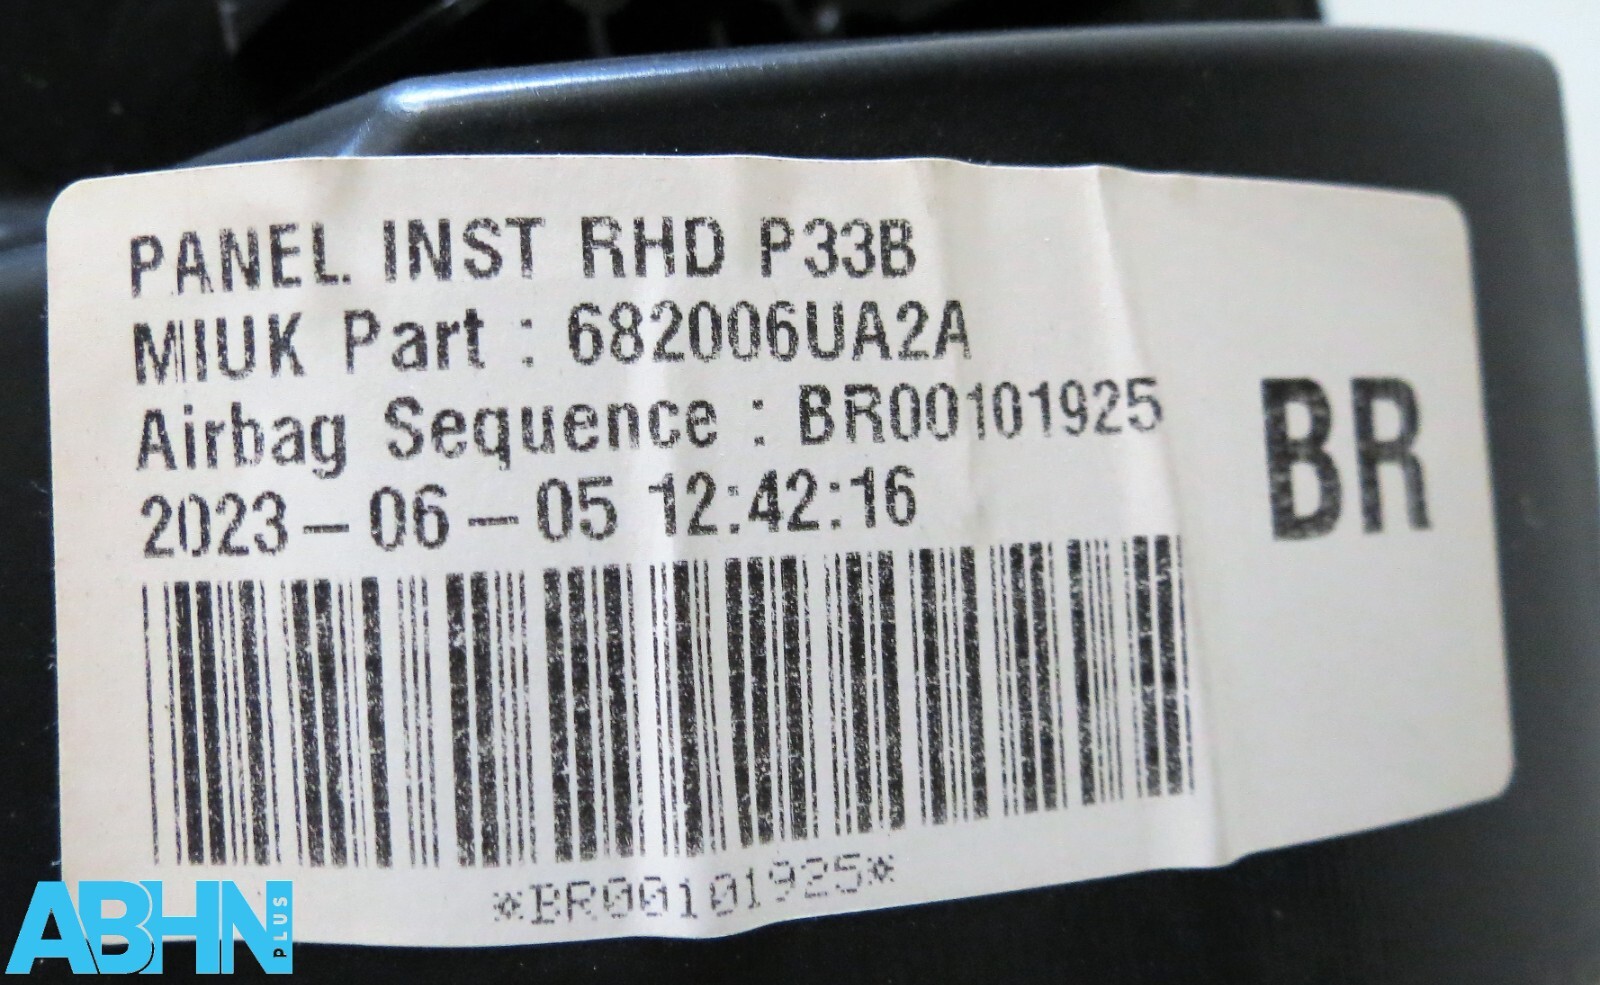 PANEL INST RHD P33B
MIUK Part : 682006UA2A
Airbag Sequence : BR00101925
2023-06-05 12:42:16
BR
*BR00101925*
ABHN PLUS